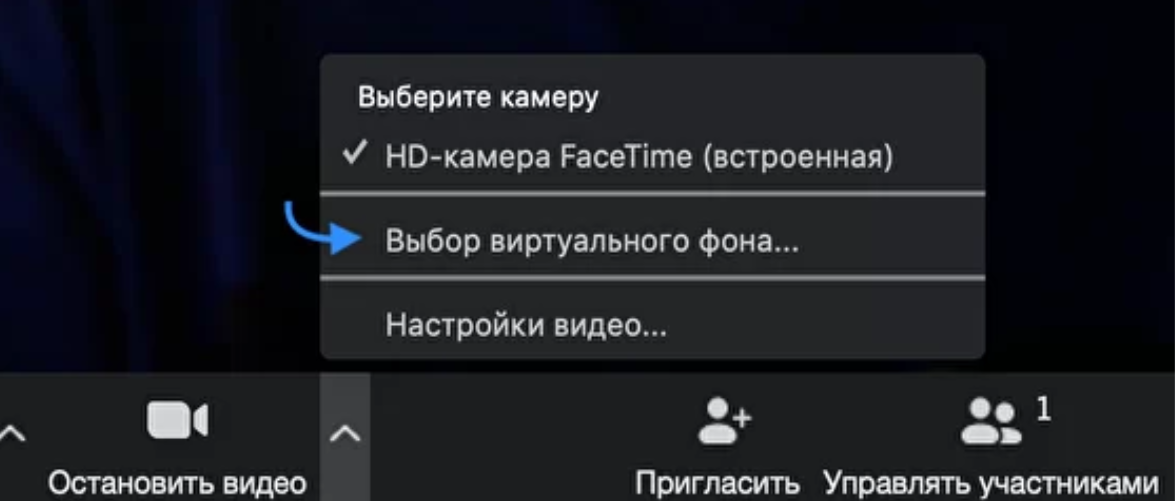 Выберите камеру
HD-камера FaceTime (встроенная)
Выбор виртуального фона...
Настройки видео...
1
Остановить видео
Пригласить
Управлять участниками